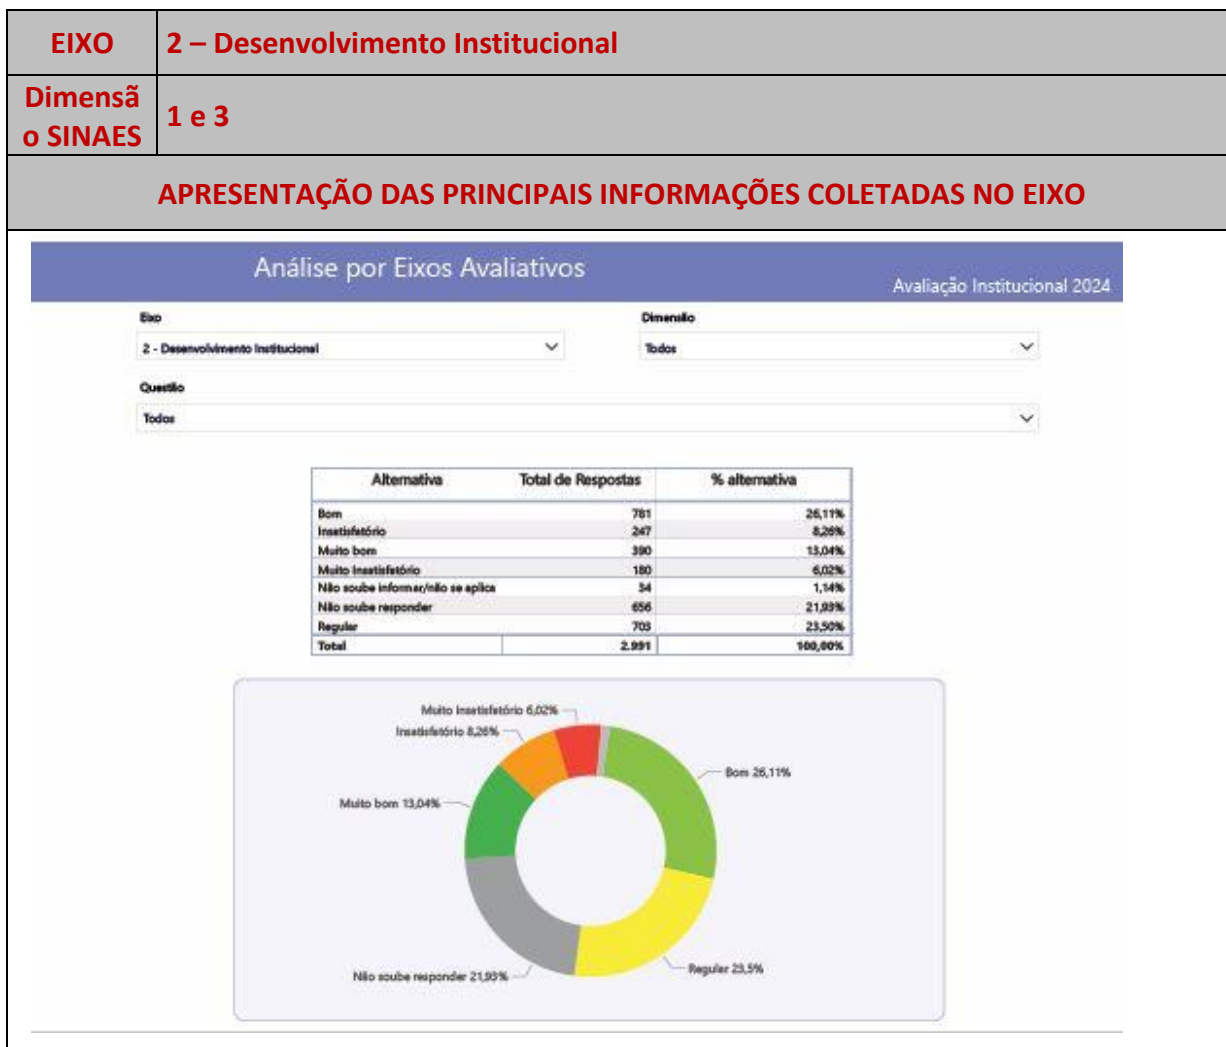 EIXO 2 – Desenvolvimento Institucional
Dimensã
o SINAES 1 e 3
APRESENTAÇÃO DAS PRINCIPAIS INFORMAÇÕES COLETADAS NO EIXO
Análise por Eixos Avaliativos
Avaliação Institucional 2024
Eixo Dimensão
2 - Desenvolvimento Institucional Todos
Questão
Todos
Alternativa Total de Respostas % alternativa
Bom 781 26,11%
Insatisfatório 247 8,26%
Muito bom 390 13,04%
Muito Insatisfatório 180 6,02%
Não soube informar/não se aplica 34 1,14%
Não soube responder 656 21,93%
Regular 703 23,50%
Total 2.991 100,00%
Muito Insatisfatório 6,02%
Insatisfatório 8,26%
Bom 26,11%
Muito bom 13,04%
Regular 23,5%
Não soube responder 21,93%